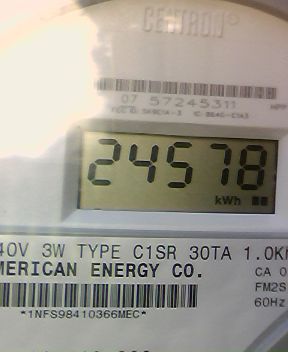 CENTRON®
07 57245311
24578
kWh
40V 3W TYPE C1SR 30TA 1.0K
MERICAN ENERGY CO.
CA 0
FM2S
60Hz
*1NFS98410366MEC*